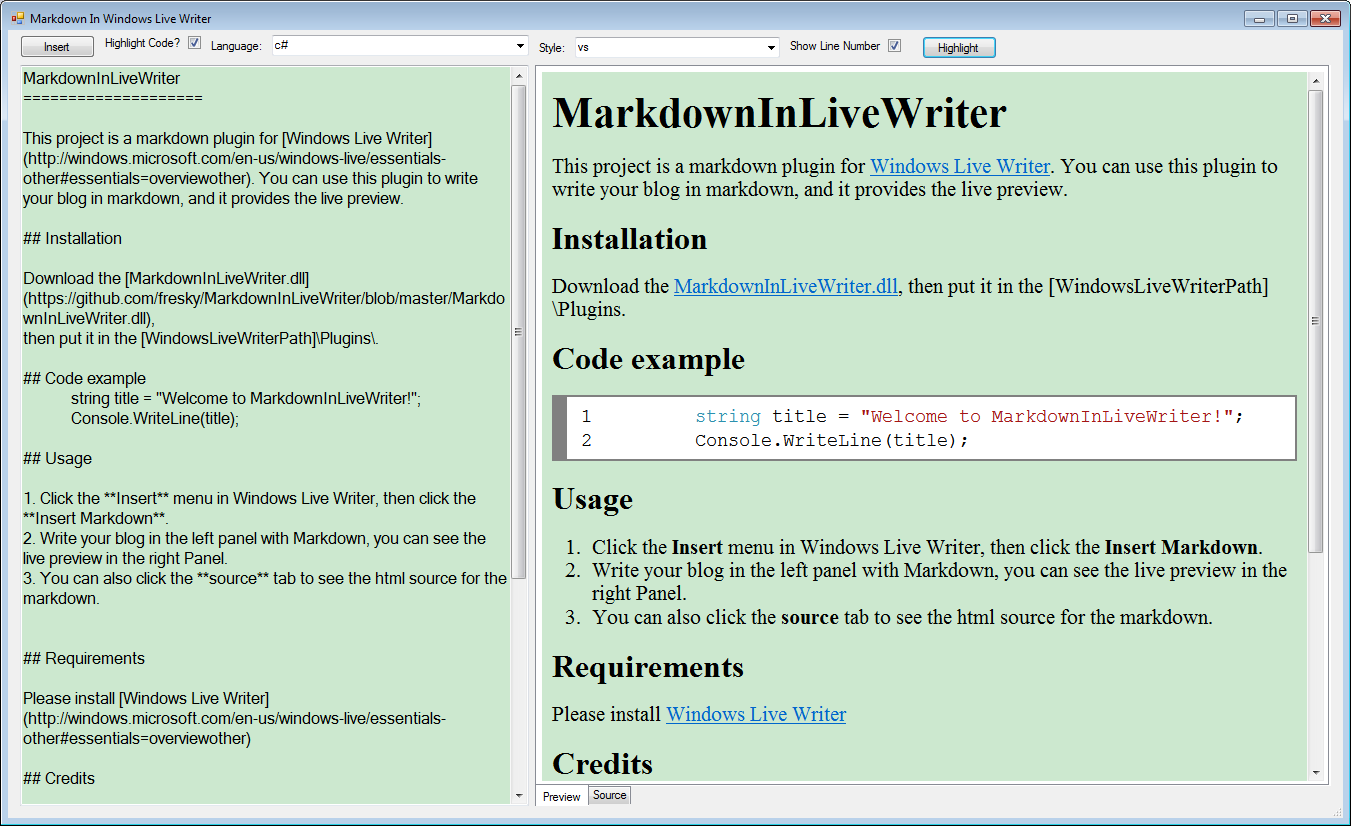 Markdown In Windows Live Writer
Insert
Highlight Code?
Language:
c#
Style:
vs
Show Line Number
Highlight
MarkdownInLiveWriter
====================
This project is a markdown plugin for [Windows Live Writer]
(http://windows.microsoft.com/en-us/windows-live/essentials-
other#essentials=overviewother). You can use this plugin to write
your blog in markdown, and it provides the live preview.
## Installation
Download the [MarkdownInLiveWriter.dll]
(https://github.com/fresky/MarkdownInLiveWriter/blob/master/Markdo
wnInLiveWriter.dll),
then put it in the [WindowsLiveWriterPath]\Plugins\.
## Code example
string title = "Welcome to MarkdownInLiveWriter!";
Console.WriteLine(title);
## Usage
1. Click the **Insert** menu in Windows Live Writer, then click the
**Insert Markdown**.
2. Write your blog in the left panel with Markdown, you can see the
live preview in the right Panel.
3. You can also click the **source** tab to see the html source for the
markdown.
## Requirements
Please install [Windows Live Writer]
(http://windows.microsoft.com/en-us/windows-live/essentials-
other#essentials=overviewother)
## Credits
MarkdownInLiveWriter
This project is a markdown plugin for Windows Live Writer. You can use this plugin to
write your blog in markdown, and it provides the live preview.
Installation
Download the MarkdownInLiveWriter.dll, then put it in the [WindowsLiveWriterPath]
\Plugins.
Code example
1 string title = "Welcome to MarkdownInLiveWriter!";
2 Console.WriteLine(title);
Usage
1. Click the Insert menu in Windows Live Writer, then click the Insert Markdown.
2. Write your blog in the left panel with Markdown, you can see the live preview in the
right Panel.
3. You can also click the source tab to see the html source for the markdown.
Requirements
Please install Windows Live Writer
Credits
Preview
Source